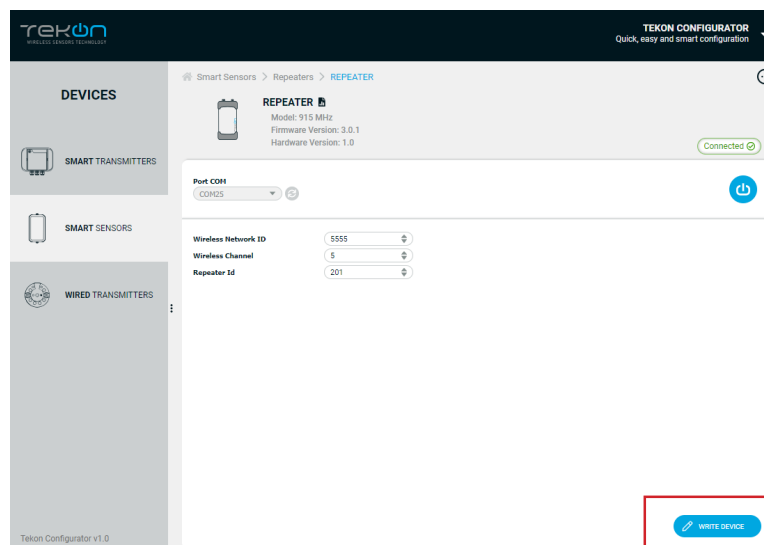 TEKON
WIRELESS SENSORS TECHNOLOGY
TEKON CONFIGURATOR
Quick, easy and smart configuration
DEVICES
SMART TRANSMITTERS
SMART SENSORS
WIRED TRANSMITTERS
Tekon Configurator v1.0
Smart Sensors > Repeaters > REPEATER
REPEATER
Model: 915 MHz
Firmware Version: 3.0.1
Hardware Version: 1.0
Connected
Port COM
COM25
Wireless Network ID 5555
Wireless Channel 5
Repeater Id 201
WRITE DEVICE